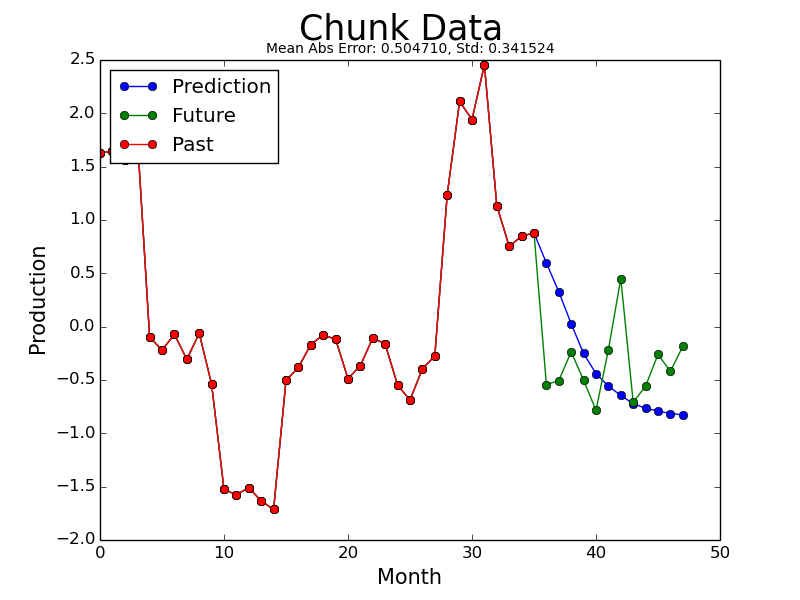 Chunk Data
Mean Abs Error: 0.504710, Std: 0.341524
Prediction
Future
Past
2.5
2.0
1.5
1.0
0.5
0.0
−0.5
−1.0
−1.5
−2.0
Production
0 10 20 30 40 50
Month